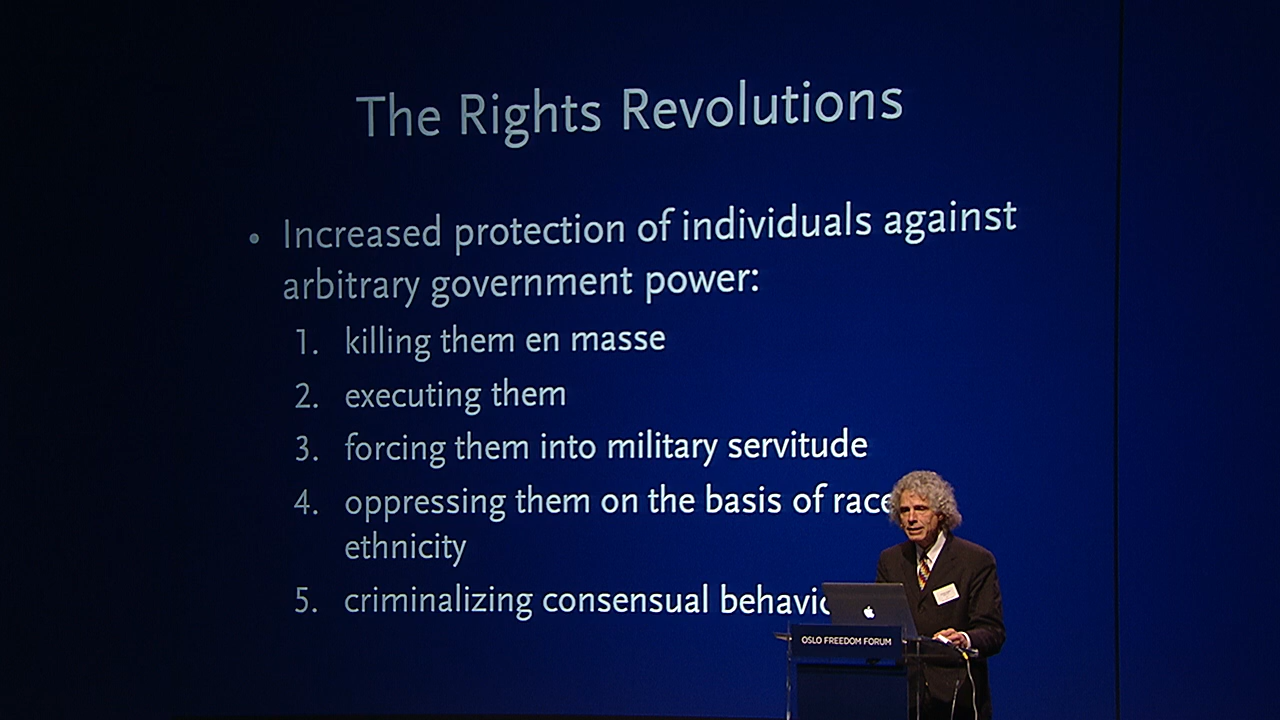 The Rights Revolutions
• Increased protection of individuals against
arbitrary government power:
1. killing them en masse
2. executing them
3. forcing them into military servitude
4. oppressing them on the basis of race
ethnicity
5. criminalizing consensual behavio
OSLO FREEDOM FORUM